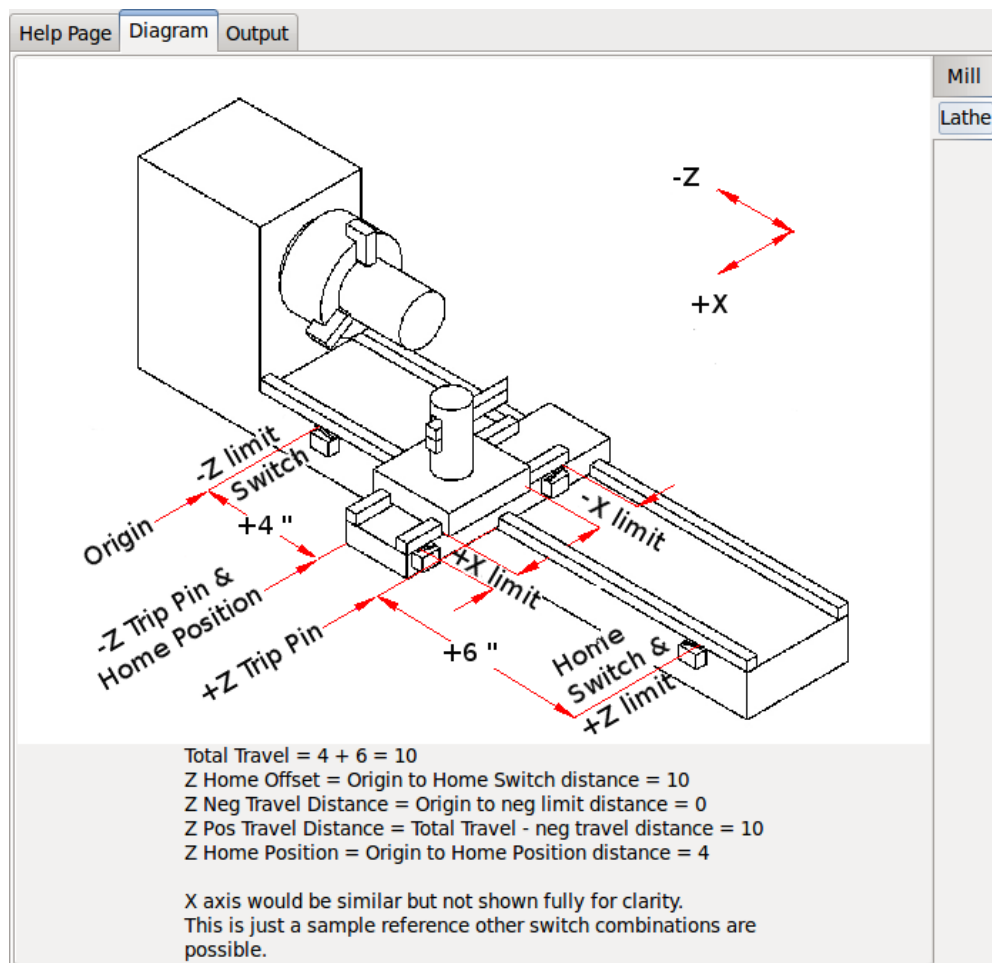 Help Page
Diagram
Output
Mill
Lathe
-Z
+X
-Z limit
Switch
Origin
+4 "
-X limit
+X limit
-Z Trip Pin &
Home Position
+Z Trip Pin
+6 "
Home
Switch &
+Z limit
Total Travel = 4 + 6 = 10
Z Home Offset = Origin to Home Switch distance = 10
Z Neg Travel Distance = Origin to neg limit distance = 0
Z Pos Travel Distance = Total Travel - neg travel distance = 10
Z Home Position = Origin to Home Position distance = 4
X axis would be similar but not shown fully for clarity.
This is just a sample reference other switch combinations are
possible.